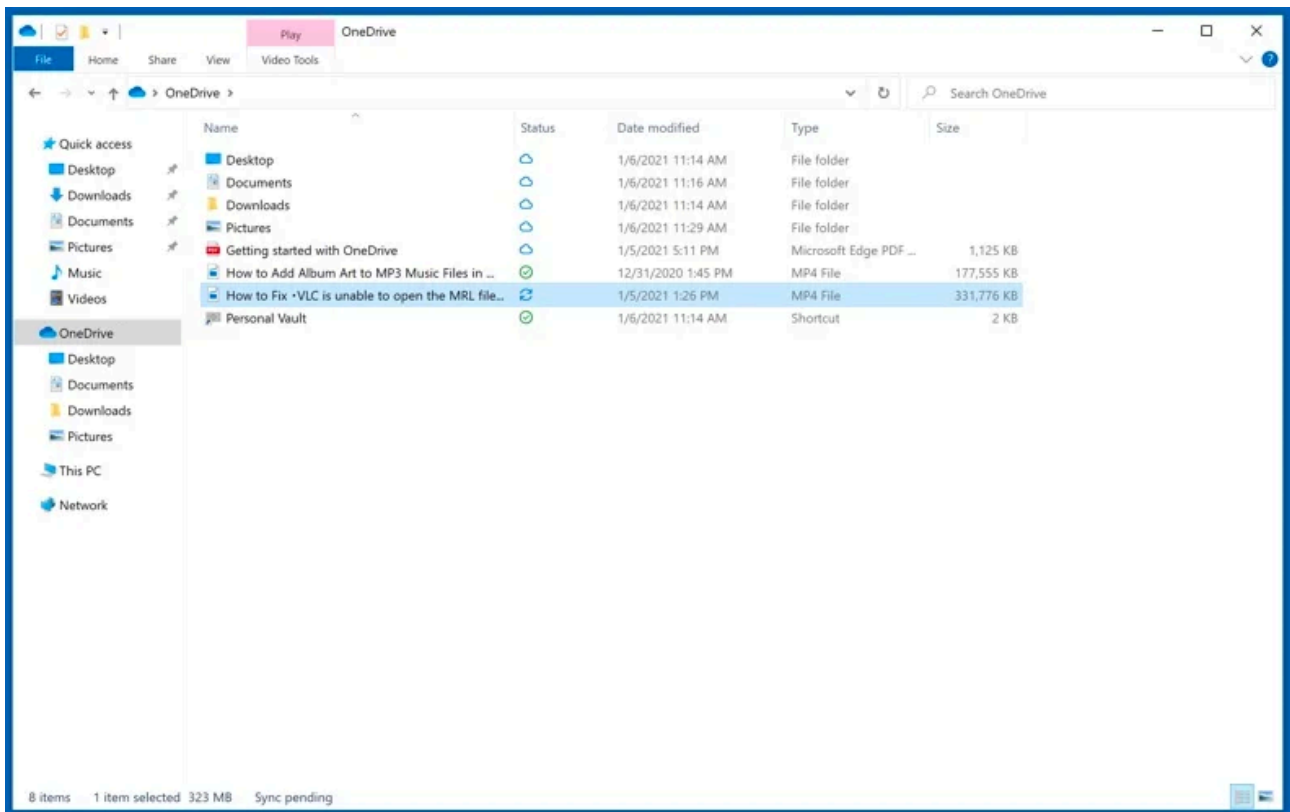 Play OneDrive
File Home Share View Video Tools
OneDrive Search OneDrive
Name Status Date modified Type Size
Quick access
Desktop
Downloads
Documents
Pictures
Music
Videos
OneDrive
Desktop
Documents
Downloads
Pictures
This PC
Network
Desktop 1/6/2021 11:14 AM File folder
Documents 1/6/2021 11:16 AM File folder
Downloads 1/6/2021 11:14 AM File folder
Pictures 1/6/2021 11:29 AM File folder
Getting started with OneDrive 1/5/2021 5:11 PM Microsoft Edge PDF ... 1,125 KB
How to Add Album Art to MP3 Music Files in ... 12/31/2020 1:45 PM MP4 File 177,555 KB
How to Fix •VLC is unable to open the MRL file... 1/5/2021 1:26 PM MP4 File 331,776 KB
Personal Vault 1/6/2021 11:14 AM Shortcut 2 KB
8 items 1 item selected 323 MB Sync pending